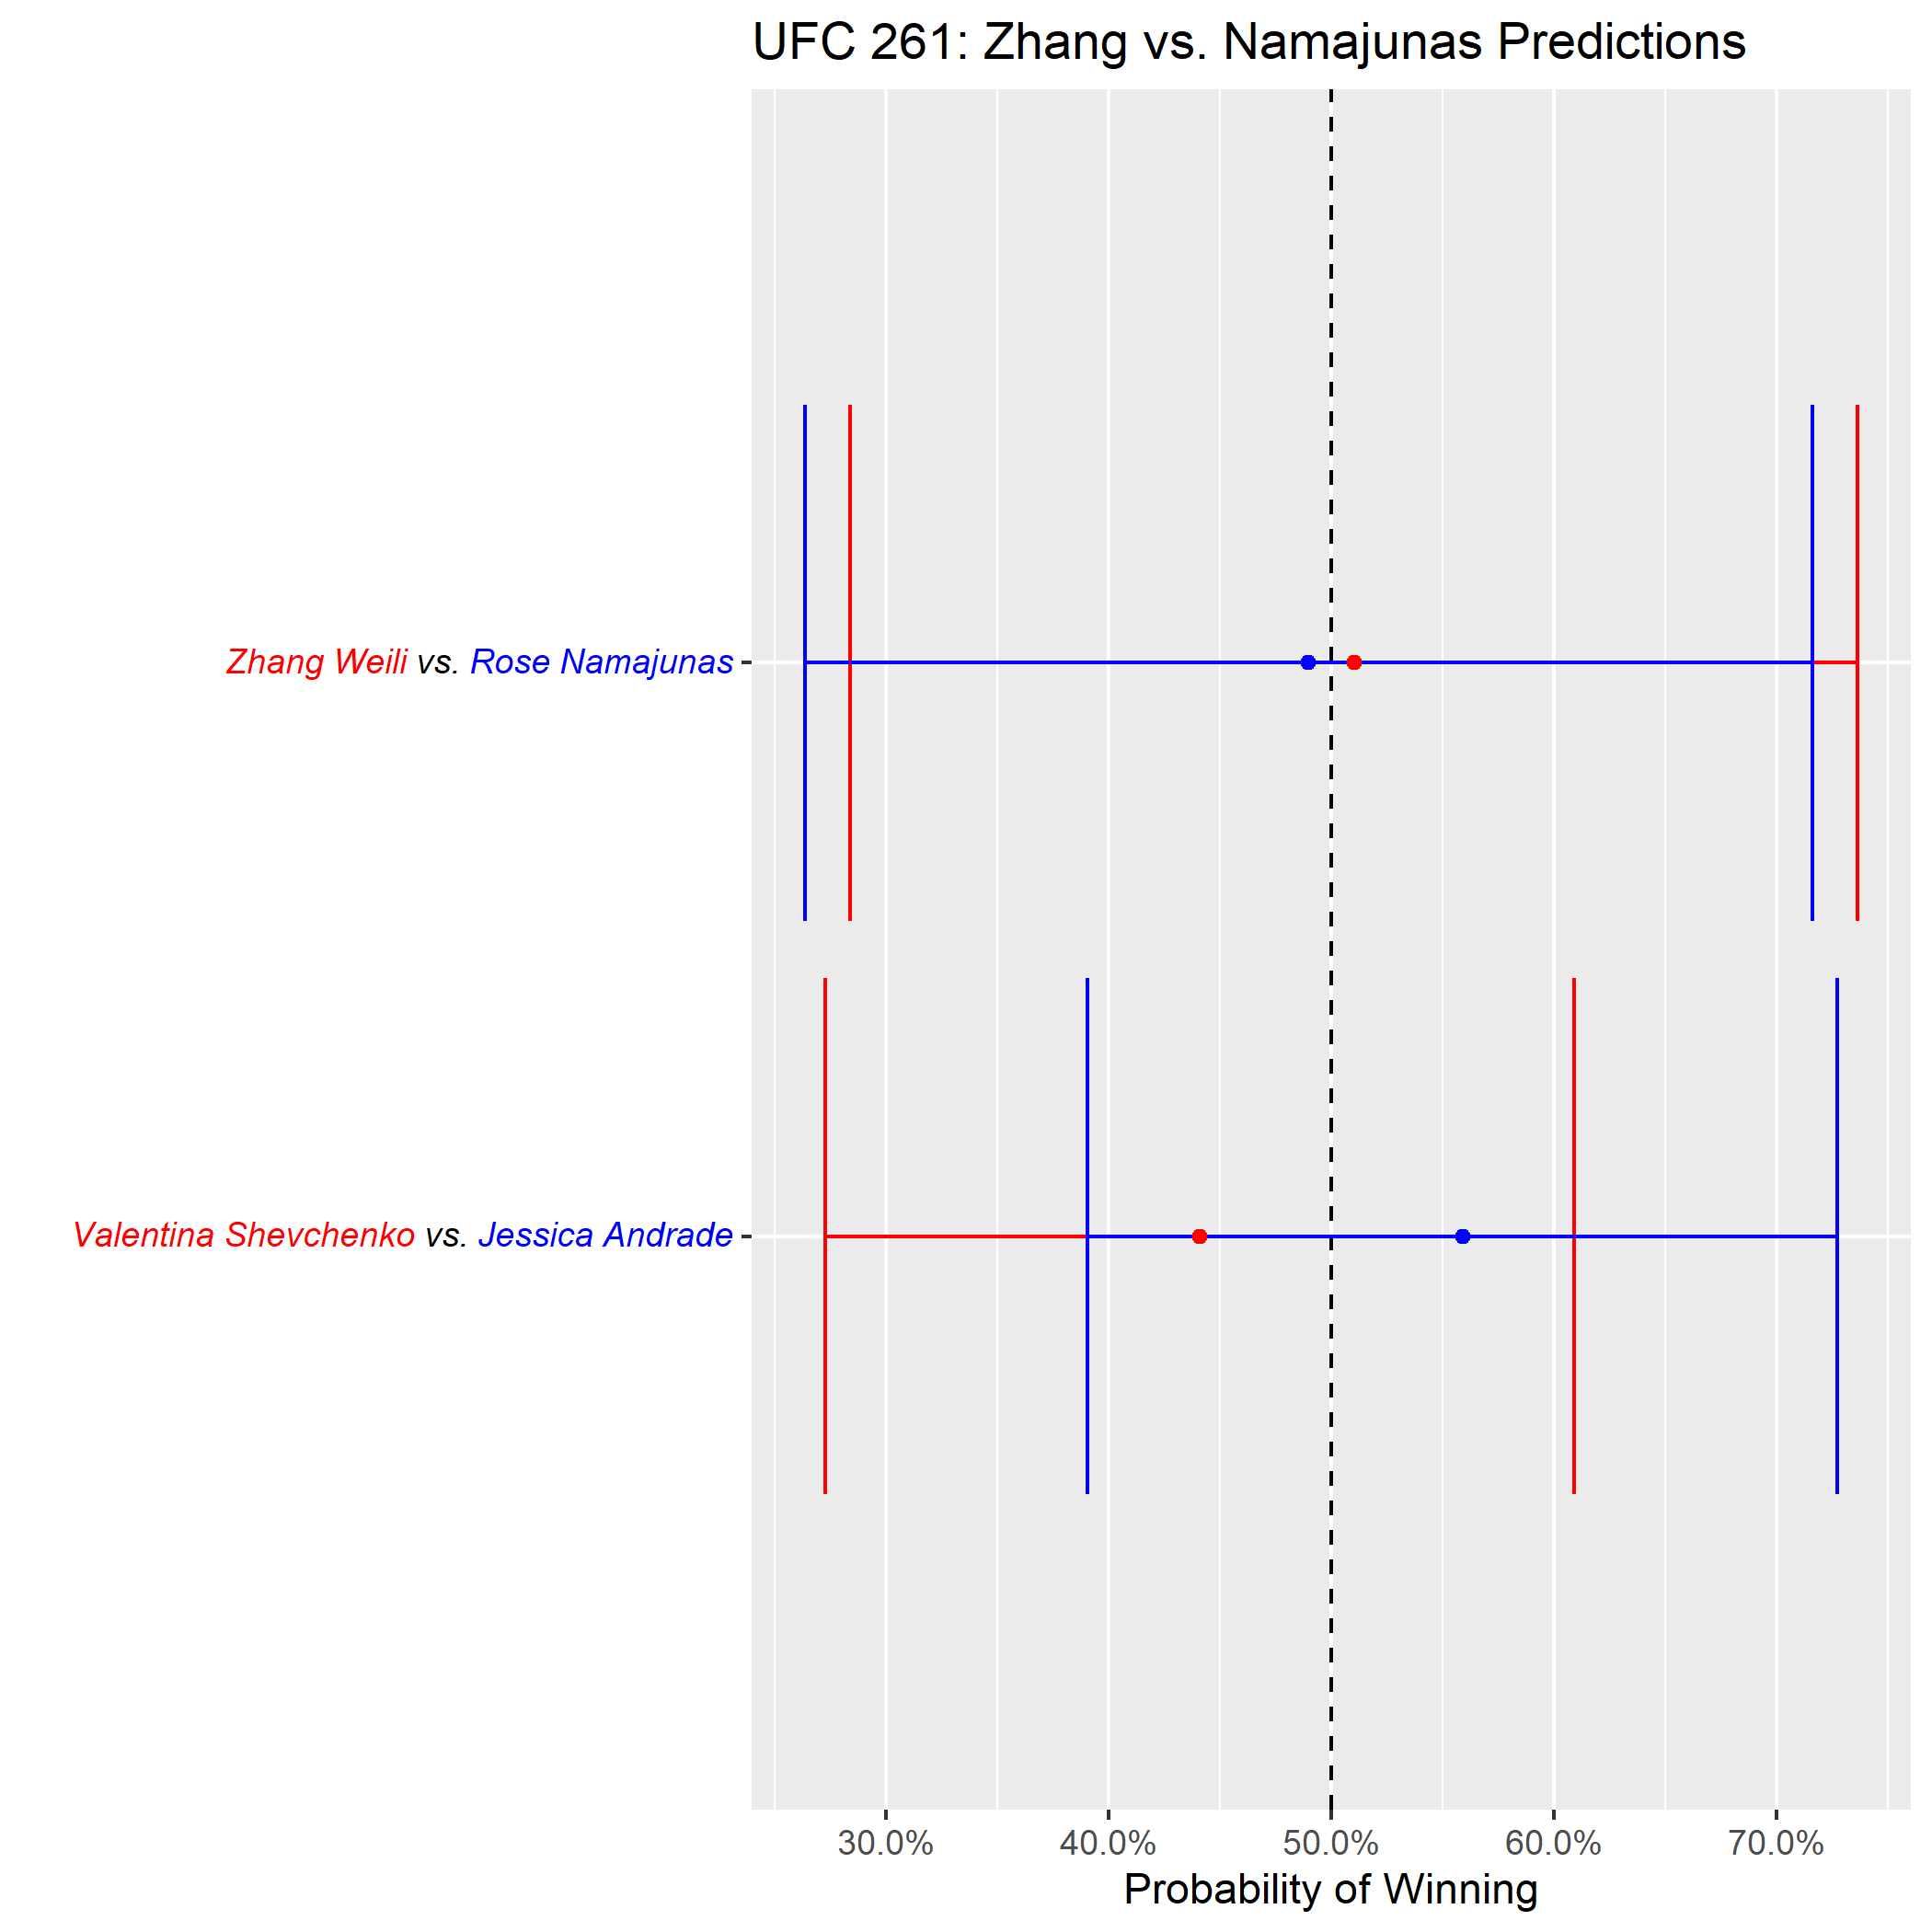 UFC 261: Zhang vs. Namajunas Predictions
Zhang Weili vs. Rose Namajunas
Valentina Shevchenko vs. Jessica Andrade
30.0% 40.0% 50.0% 60.0% 70.0%
Probability of Winning